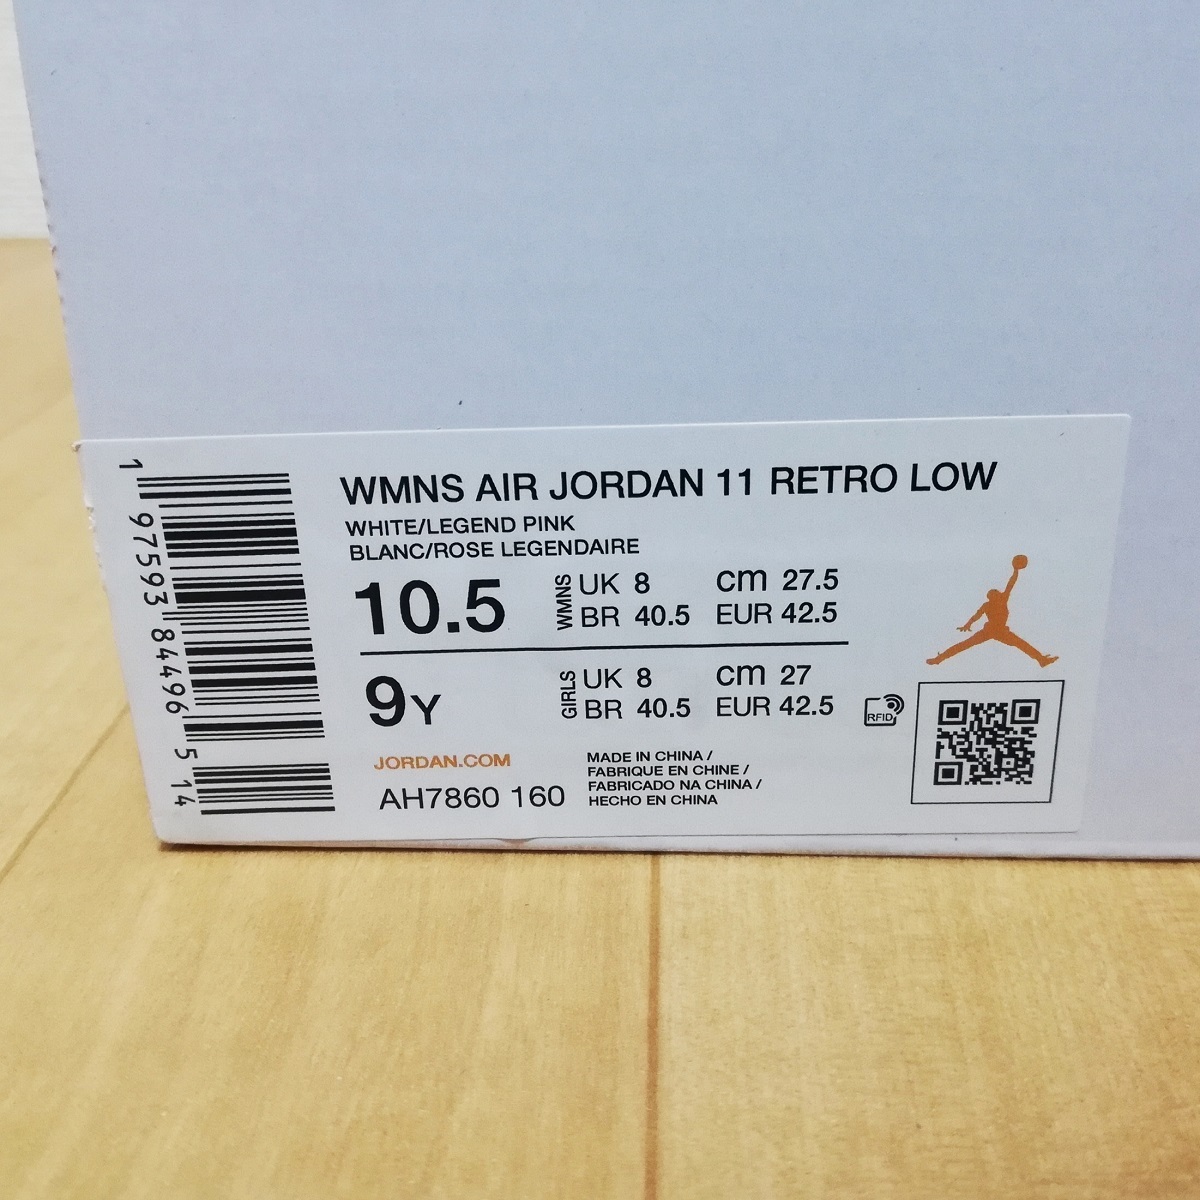 WMNS AIR JORDAN 11 RETRO LOW
WHITE/LEGEND PINK
BLANC/ROSE LEGENDAIRE
10.5 WMNS UK 8 cm 27.5
BR 40.5 EUR 42.5
9Y GIRLS UK 8 cm 27
BR 40.5 EUR 42.5
RFID
JORDAN.COM
AH7860 160
MADE IN CHINA /
FABRIQUE EN CHINE /
FABRICADO NA CHINA /
HECHO EN CHINA
1 97593 84496 5 14